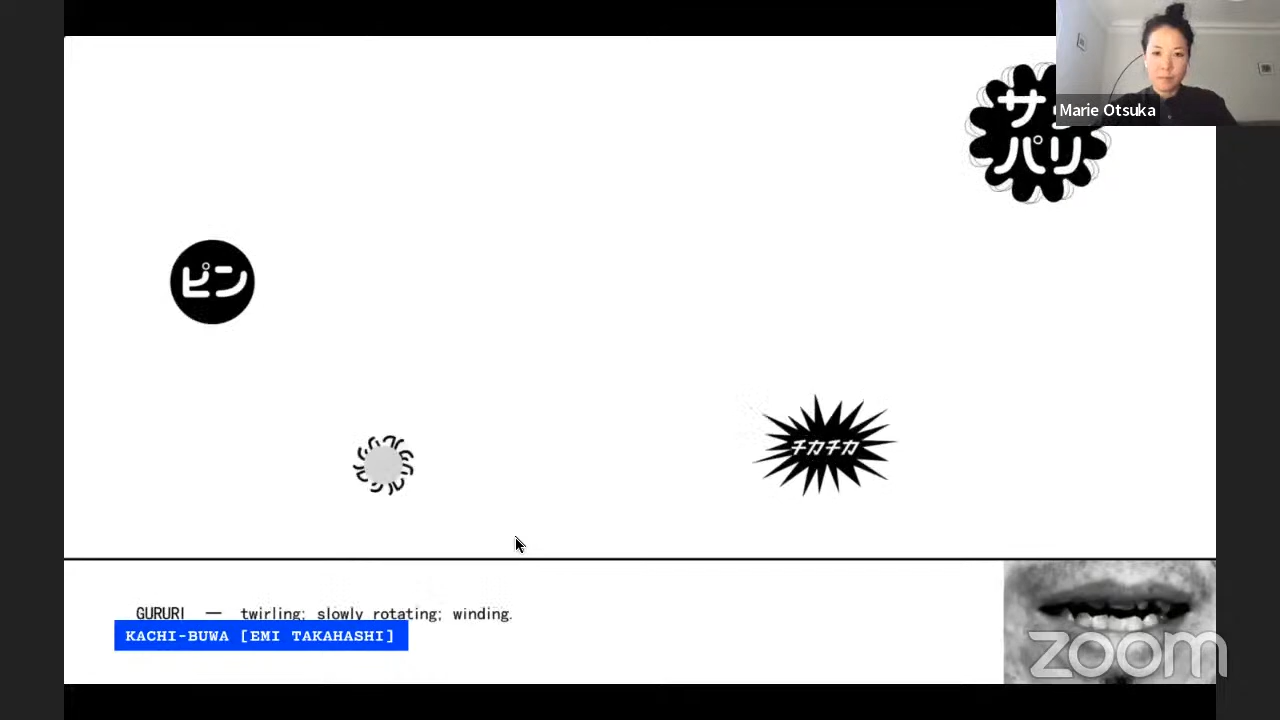 Marie Otsuka
パリ
ピン
チカチカ
GURURI — twirling; slowly rotating; winding.
KACHI-BUWA [EMI TAKAHASHI]
zoom